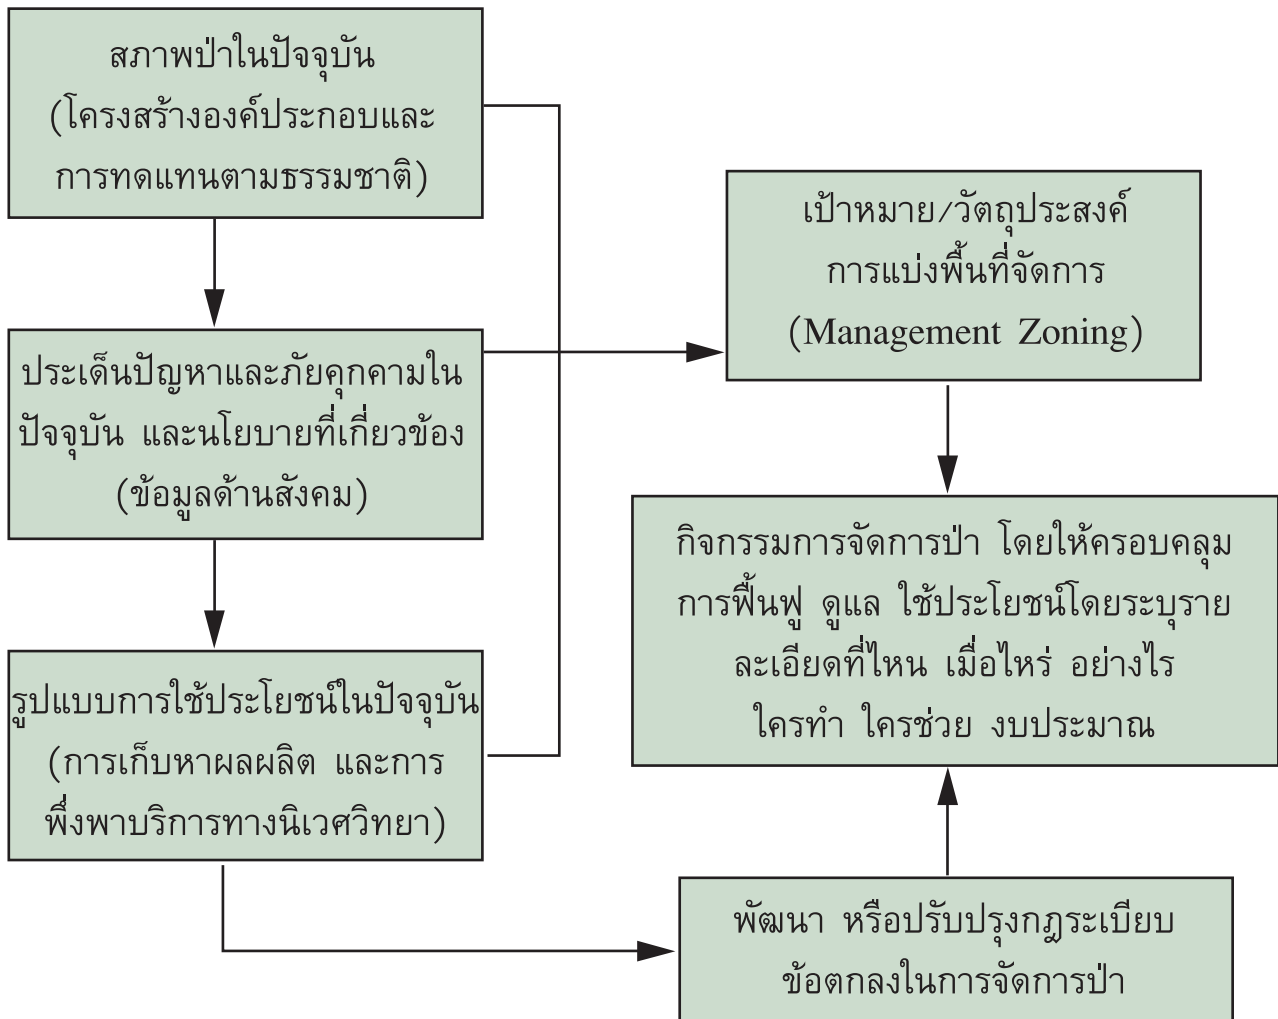 สภาพป่าในปัจจุบัน
(โครงสร้างองค์ประกอบและ
การทดแทนตามธรรมชาติ)
ประเด็นปัญหาและภัยคุกคามใน
ปัจจุบัน และนโยบายที่เกี่ยวข้อง
(ข้อมูลด้านสังคม)
รูปแบบการใช้ประโยชน์ในปัจจุบัน
(การเก็บหาผลผลิต และการ
พึ่งพาบริการทางนิเวศวิทยา)
เป้าหมาย/วัตถุประสงค์
การแบ่งพื้นที่จัดการ
(Management Zoning)
กิจกรรมการจัดการป่า โดยให้ครอบคลุม
การฟื้นฟู ดูแล ใช้ประโยชน์โดยระบุราย
ละเอียดที่ไหน เมื่อไหร่ อย่างไร
ใครทำ ใครช่วย งบประมาณ
พัฒนา หรือปรับปรุงกฎระเบียบ
ข้อตกลงในการจัดการป่า